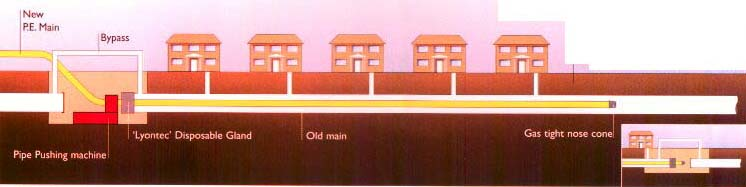 New
P.E. Main
Bypass
'Lyontec' Disposable Gland
Old main
Gas tight nose cone
Pipe Pushing machine